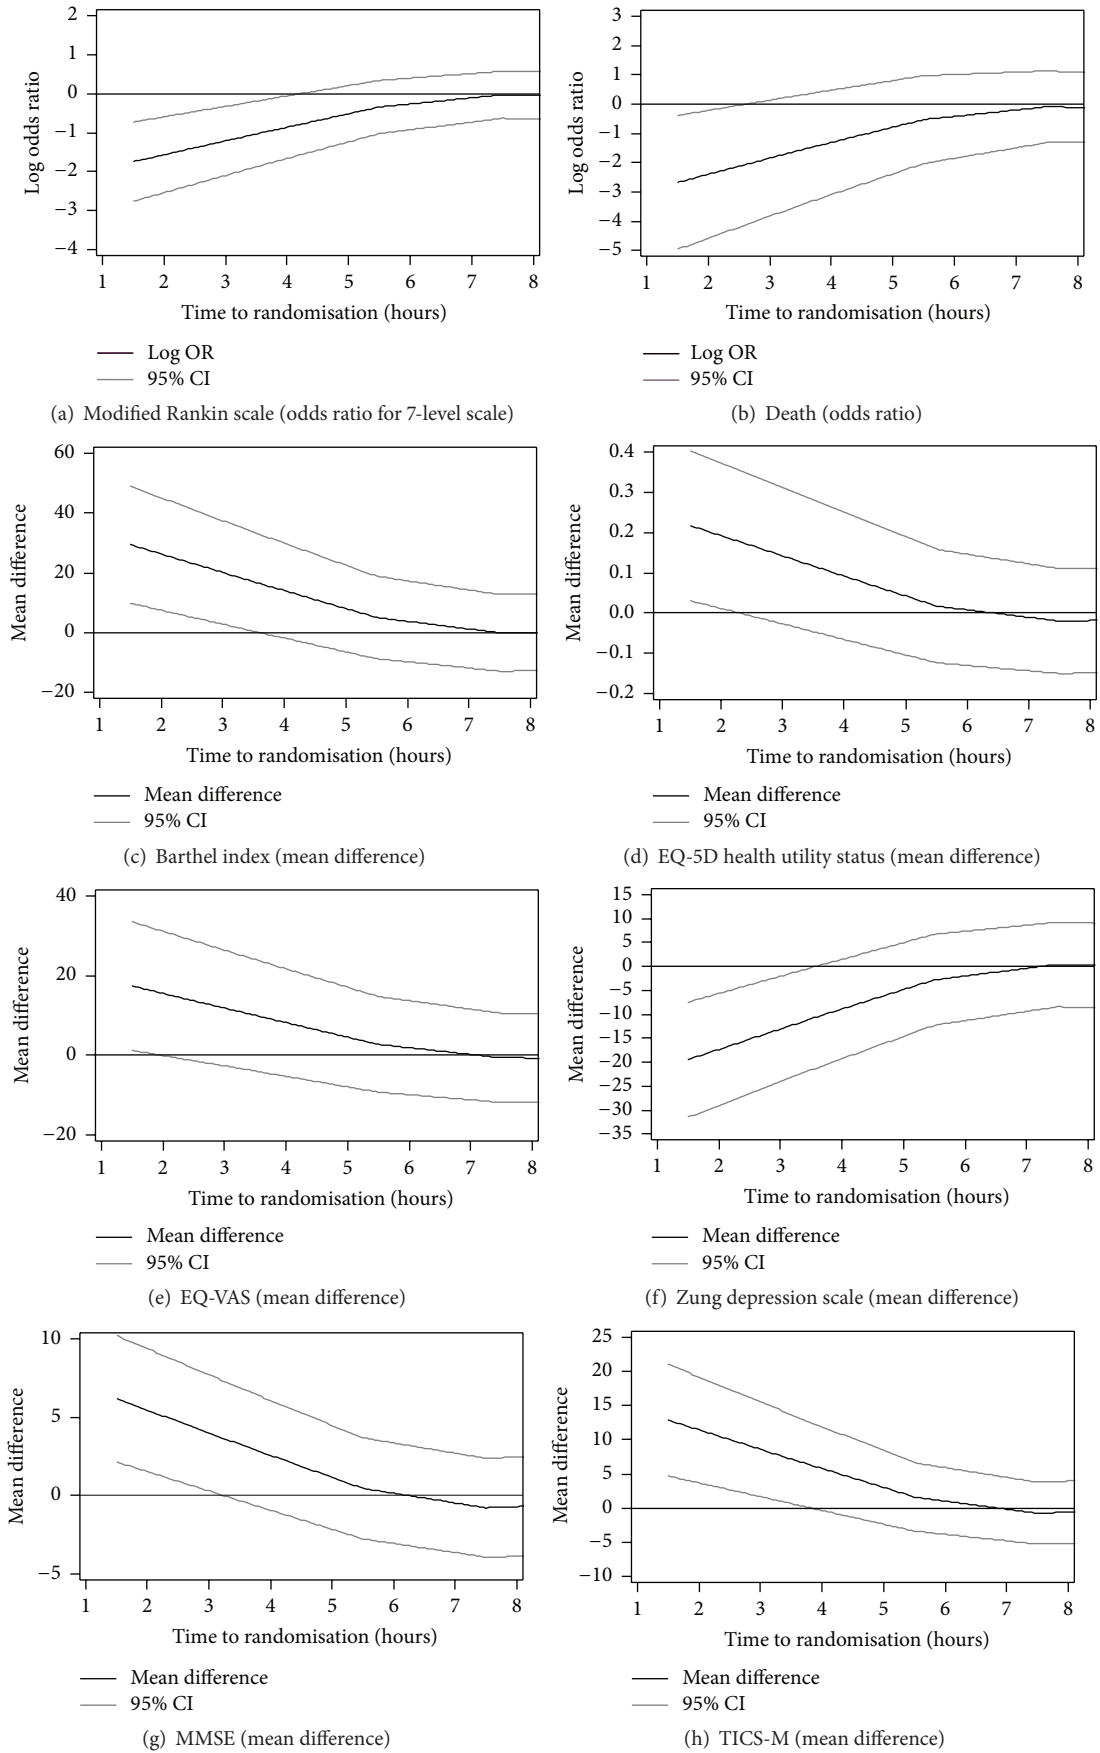 2
1
0
−1
−2
−3
−4
Log odds ratio
1 2 3 4 5 6 7 8
Time to randomisation (hours)
Log OR
95% CI
(a) Modified Rankin scale (odds ratio for 7-level scale)
3
2
1
0
−1
−2
−3
−4
−5
Log odds ratio
1 2 3 4 5 6 7 8
Time to randomisation (hours)
Log OR
95% CI
(b) Death (odds ratio)
60
40
20
0
−20
Mean difference
1 2 3 4 5 6 7 8
Time to randomisation (hours)
Mean difference
95% CI
(c) Barthel index (mean difference)
0.4
0.3
0.2
0.1
0.0
−0.1
−0.2
Mean difference
1 2 3 4 5 6 7 8
Time to randomisation (hours)
Mean difference
95% CI
(d) EQ-5D health utility status (mean difference)
40
20
0
−20
Mean difference
1 2 3 4 5 6 7 8
Time to randomisation (hours)
Mean difference
95% CI
(e) EQ-VAS (mean difference)
15
10
5
0
−5
−10
−15
−20
−25
−30
−35
Mean difference
1 2 3 4 5 6 7 8
Time to randomisation (hours)
Mean difference
95% CI
(f) Zung depression scale (mean difference)
10
5
0
−5
Mean difference
1 2 3 4 5 6 7 8
Time to randomisation (hours)
Mean difference
95% CI
(g) MMSE (mean difference)
25
20
15
10
5
0
−5
−10
Mean difference
1 2 3 4 5 6 7 8
Time to randomisation (hours)
Mean difference
95% CI
(h) TICS-M (mean difference)